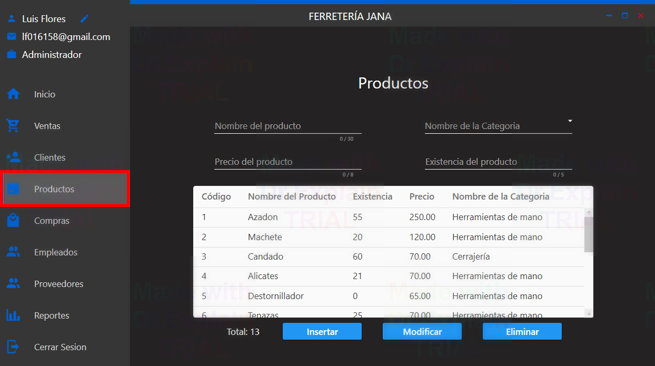 Luis Flores
lf016158@gmail.com
Administrador
Inicio
Ventas
Clientes
Productos
Compras
Empleados
Proveedores
Reportes
Cerrar Sesion
FERRETERÍA JANA
Productos
Nombre del producto
0 / 30
Nombre de la Categoria
Precio del producto
0 / 8
Existencia del producto
0 / 5
Código Nombre del Producto Existencia Precio Nombre de la Categoría
1 Azadon 55 250.00 Herramientas de mano
2 Machete 20 120.00 Herramientas de mano
3 Candado 60 70.00 Cerrajería
4 Alicates 21 70.00 Herramientas de mano
5 Destornillador 0 65.00 Herramientas de mano
6 Tenazas 25 70.00 Herramientas de mano
Total: 13
Insertar
Modificar
Eliminar